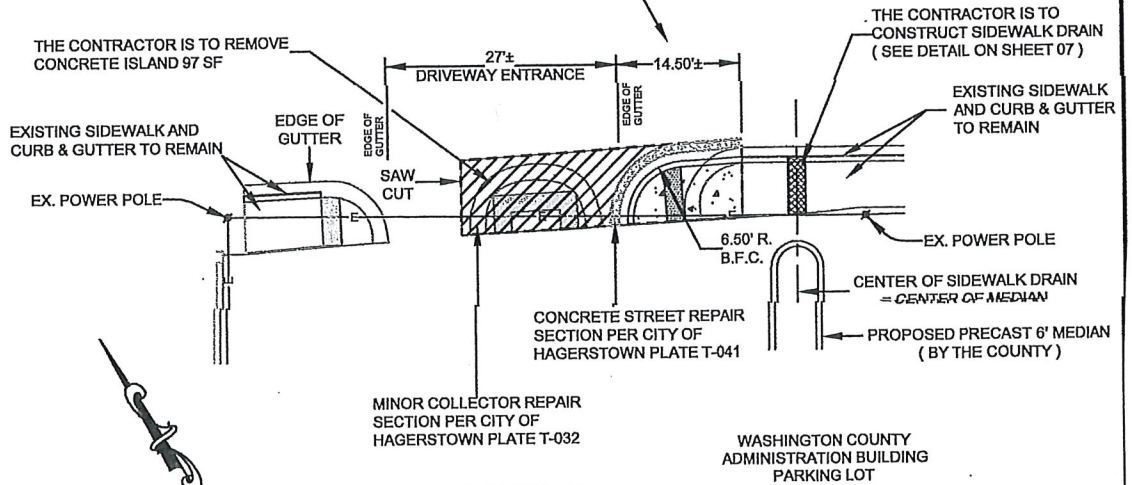 THE CONTRACTOR IS TO REMOVE
CONCRETE ISLAND 97 SF
27'±
DRIVEWAY ENTRANCE
14.50'±
THE CONTRACTOR IS TO
CONSTRUCT SIDEWALK DRAIN
( SEE DETAIL ON SHEET 07 )
EXISTING SIDEWALK
AND CURB & GUTTER
TO REMAIN
EXISTING SIDEWALK AND
CURB & GUTTER TO REMAIN
EDGE OF
GUTTER
EDGE OF
GUTTER
EDGE OF
GUTTER
SAW
CUT
EX. POWER POLE
E
E
E
6.50' R.
B.F.C.
EX. POWER POLE
CENTER OF SIDEWALK DRAIN
= CENTER OF MEDIAN
PROPOSED PRECAST 6' MEDIAN
( BY THE COUNTY )
CONCRETE STREET REPAIR
SECTION PER CITY OF
HAGERSTOWN PLATE T-041
MINOR COLLECTOR REPAIR
SECTION PER CITY OF
HAGERSTOWN PLATE T-032
WASHINGTON COUNTY
ADMINISTRATION BUILDING
PARKING LOT